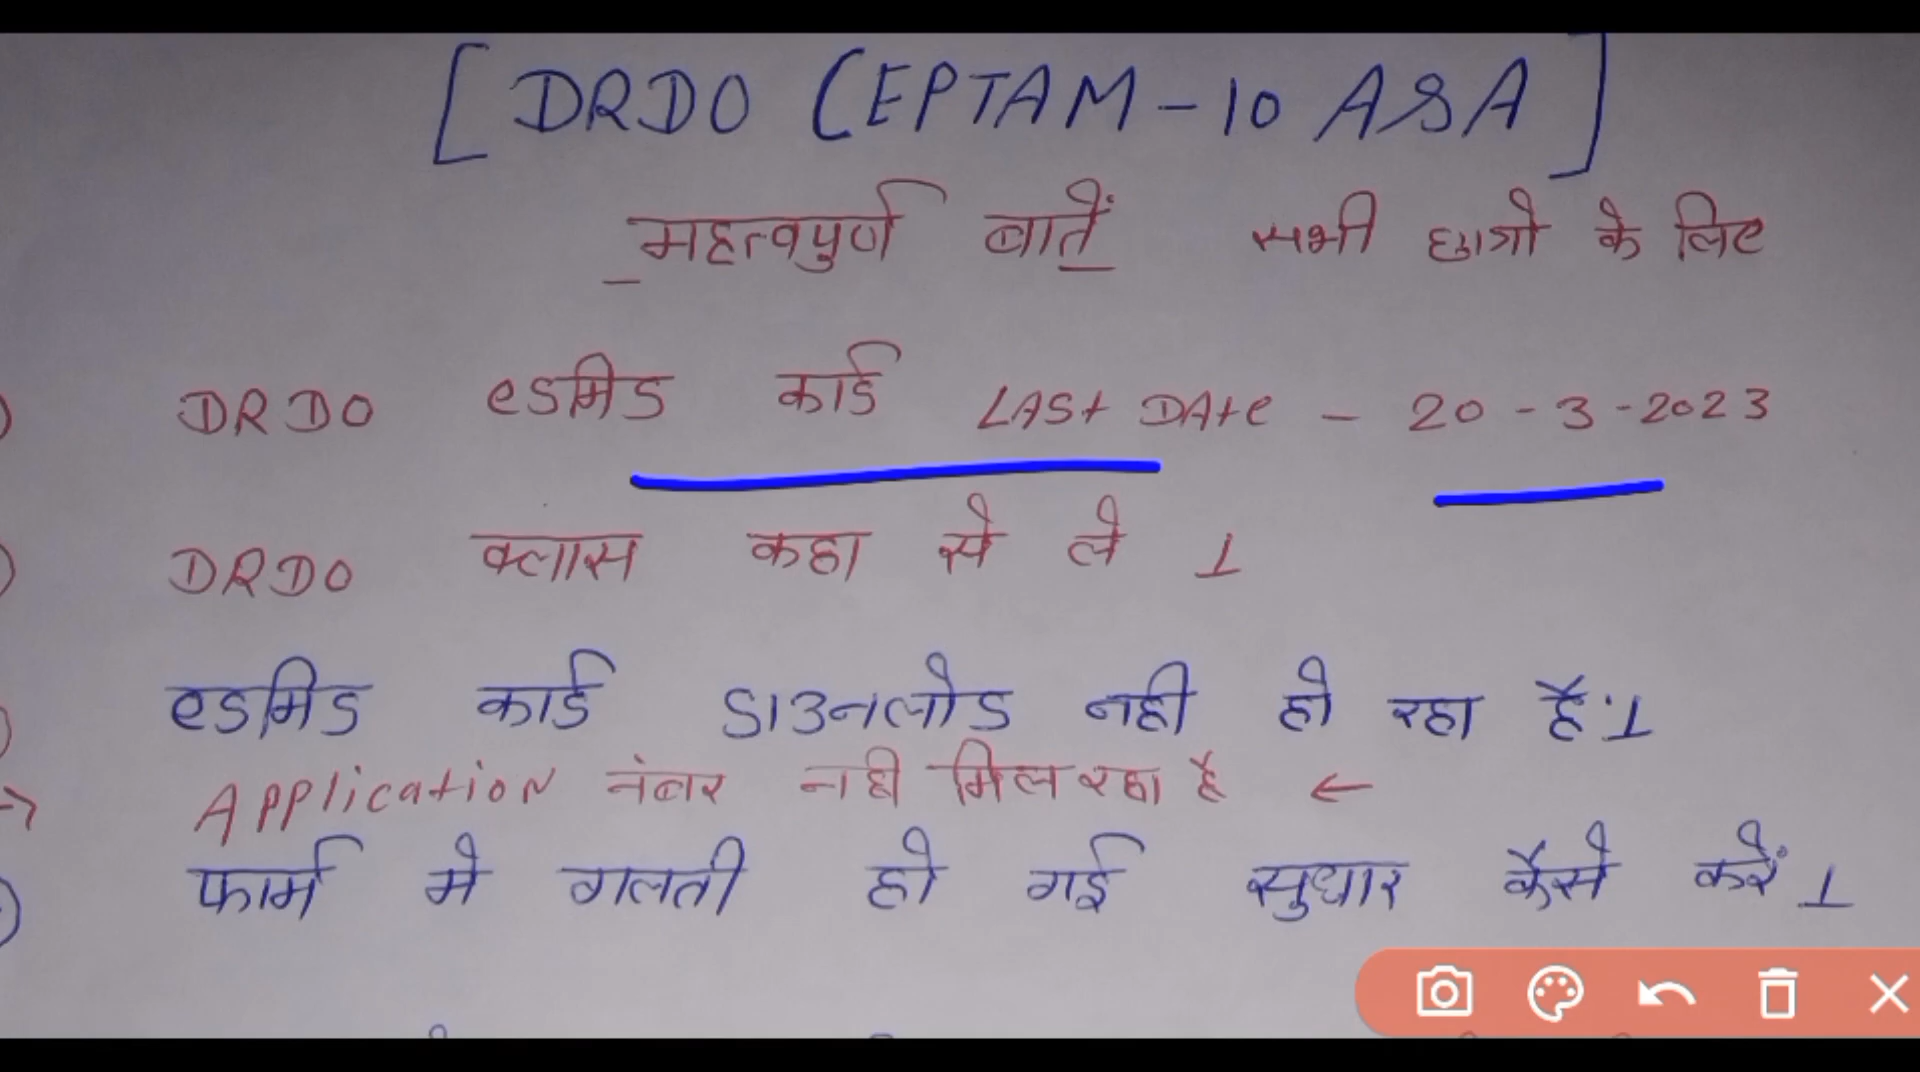 [ DRDO CEPTAM - 10 A&A ]
महत्वपुर्ण बातें सभी छात्रो के लिए
DRDO एडमिड कार्ड LASt DAte - 20 - 3 - 2023
DRDO क्लास कहा से ले ।
एडमिड कार्ड डाउनलोड नही हो रहा है ।
→ Application नंबर नही मिल रहा है ←
फार्म मे गलती हो गई सुधार कैसे करें ।